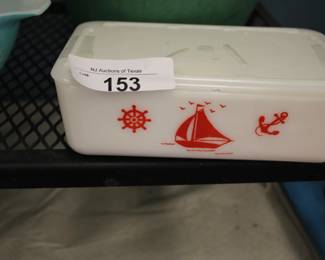 NJ Auctions of Texas
153